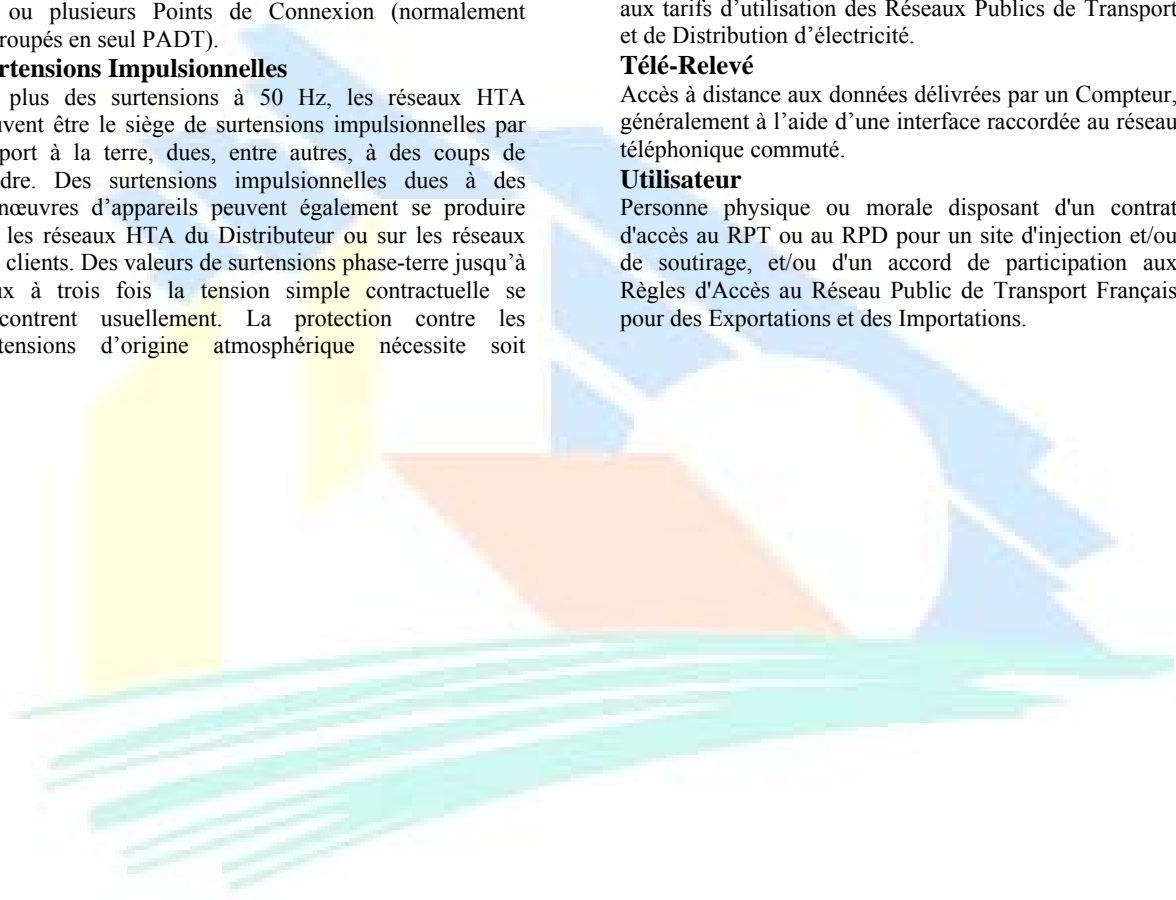 ou plusieurs Points de Connexion (normalement
roupés en seul PADT).
rtensions Impulsionnelles
plus des surtensions à 50 Hz, les réseaux HTA
uvent être le siège de surtensions impulsionnelles par
port à la terre, dues, entre autres, à des coups de
dre. Des surtensions impulsionnelles dues à des
nœuvres d’appareils peuvent également se produire
les réseaux HTA du Distributeur ou sur les réseaux
clients. Des valeurs de surtensions phase-terre jusqu’à
ux à trois fois la tension simple contractuelle se
contrent usuellement. La protection contre les
tensions d’origine atmosphérique nécessite soit
aux tarifs d’utilisation des Réseaux Publics de Transport
et de Distribution d’électricité.
Télé-Relevé
Accès à distance aux données délivrées par un Compteur,
généralement à l’aide d’une interface raccordée au réseau
téléphonique commuté.
Utilisateur
Personne physique ou morale disposant d'un contrat
d'accès au RPT ou au RPD pour un site d'injection et/ou
de soutirage, et/ou d'un accord de participation aux
Règles d'Accès au Réseau Public de Transport Français
pour des Exportations et des Importations.